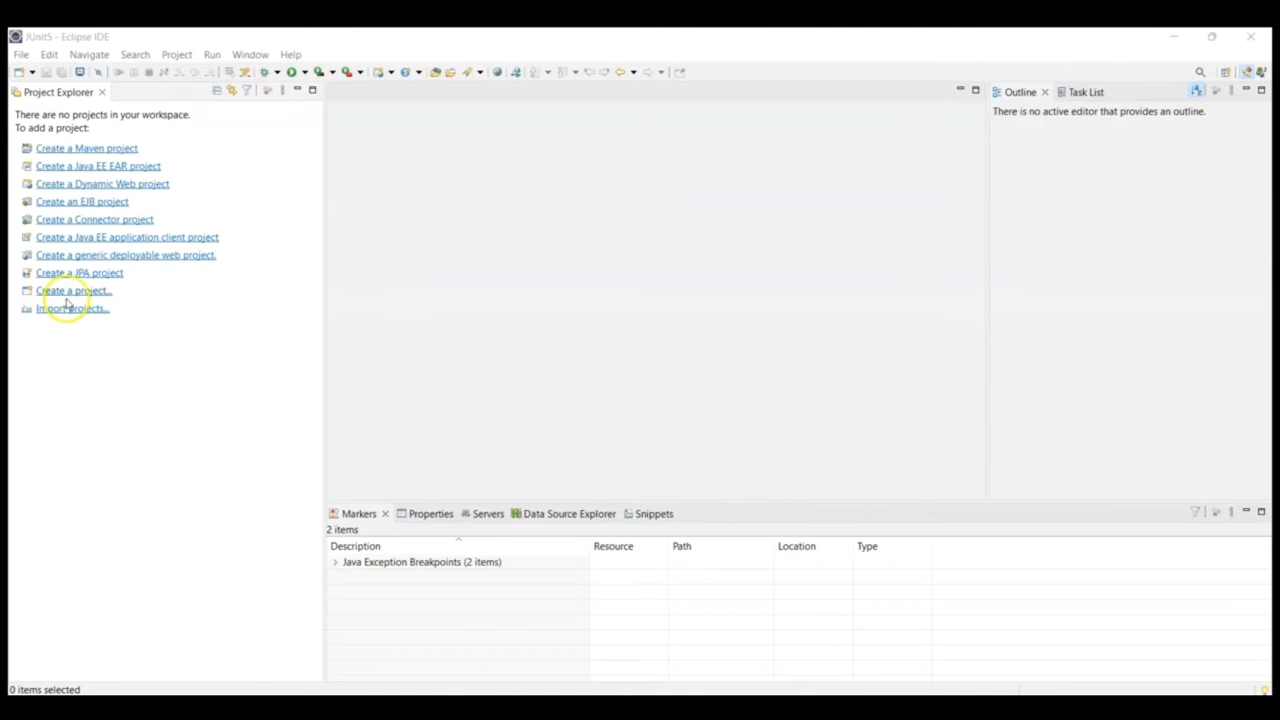 JUnit5 - Eclipse IDE
File Edit Navigate Search Project Run Window Help
Project Explorer
There are no projects in your workspace.
To add a project:
Create a Maven project
Create a Java EE EAR project
Create a Dynamic Web project
Create an EJB project
Create a Connector project
Create a Java EE application client project
Create a generic deployable web project.
Create a JPA project
Create a project...
Import projects...
Outline Task List
There is no active editor that provides an outline.
Markers Properties Servers Data Source Explorer Snippets
2 items
Description Resource Path Location Type
Java Exception Breakpoints (2 items)
0 items selected